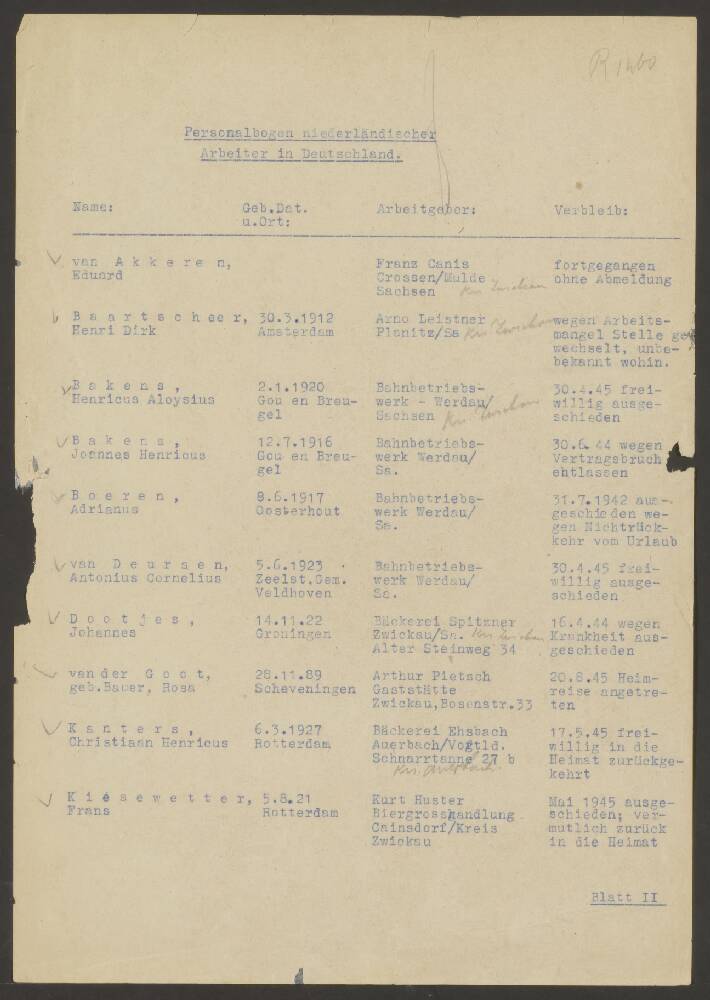 Personalbogen niederländischer
Arbeiter in Deutschland.
Name: Geb.Dat. Arbeitgeber: Verbleib:
u.Ort:
van A k k e r e n, Franz Canis fortgegangen
Eduard Crossen/Mulde ohne Abmeldung
Sachsen
B a a r t s c h e e r, 30.3.1912 Arno Leistner wegen Arbeits-
Henri Dirk Amsterdam Planitz/Sa mangel Stelle ge
wechselt, unbe-
bekannt wohin.
B a k e n s , 2.1.1920 Bahnbetriebs- 30.4.45 frei-
Henricus Aloysius Gou en Breu- werk - Werdau/ willig ausge-
gel Sachsen schieden
B a k e n s , 12.7.1916 Bahnbetriebs- 30.6.44 wegen
Joannes Henricus Gou en Breu- werk Werdau/ Vertragsbruch
gel Sa. entlassen
B o e r e n , 8.6.1917 Bahnbetriebs- 31.7.1942 aus-
Adrianus Oosterhout werk Werdau/ geschieden we-
Sa. gen Nichtrück-
kehr vom Urlaub
van D e u r s e n, 5.6.1923 Bahnbetriebs- 30.4.45 frei-
Antonius Cornelius Zeelst,Gem. werk Werdau/ willig ausge-
Veldhoven Sa. schieden
D o o t j e s , 14.11.22 Bäckerei Spitzner 16.4.44 wegen
Johannes Groningen Zwickau/Sa. Krankheit aus-
Alter Steinweg 34 geschieden
van der G o o t, 28.11.89 Arthur Pietsch 20.8.45 Heim-
geb.Bauer, Rosa Scheveningen Gaststätte reise angetre-
Zwickau,Bosenstr.33 ten
K a n t e r s , 6.3.1927 Bäckerei Ehsbach 17.5.45 frei-
Christiaan Henricus Rotterdam Auerbach/Vogtld. willig in die
Schnarrtanne 27 b Heimat zurückge-
Krs. Auerbach. kehrt
K i e s e w e t t e r, 5.8.21 Kurt Huster Mai 1945 ausge-
Frans Rotterdam Biergrosshandlung schieden; ver-
Cainsdorf/Kreis mutlich zurück
Zwickau in die Heimat
Blatt II